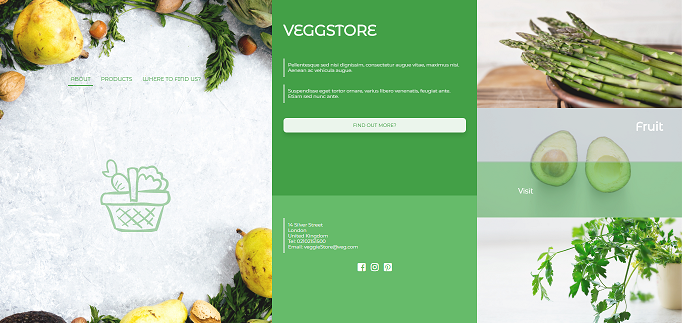 ABOUT PRODUCTS WHERE TO FIND US?
VEGGSTORE
Pellentesque sed nisi dignissim, consectetur augue vitae, maximus nisi.
Aenean ac vehicula augue.
Suspendisse eget tortor ornare, varius libero venenatis, feugiat ante.
Etiam sed nunc ante.
FIND OUT MORE?
14 Silver Street
London
United Kingdom
Tel: 02102155500
Email: veggieStore@veg.com
Fruit
Visit